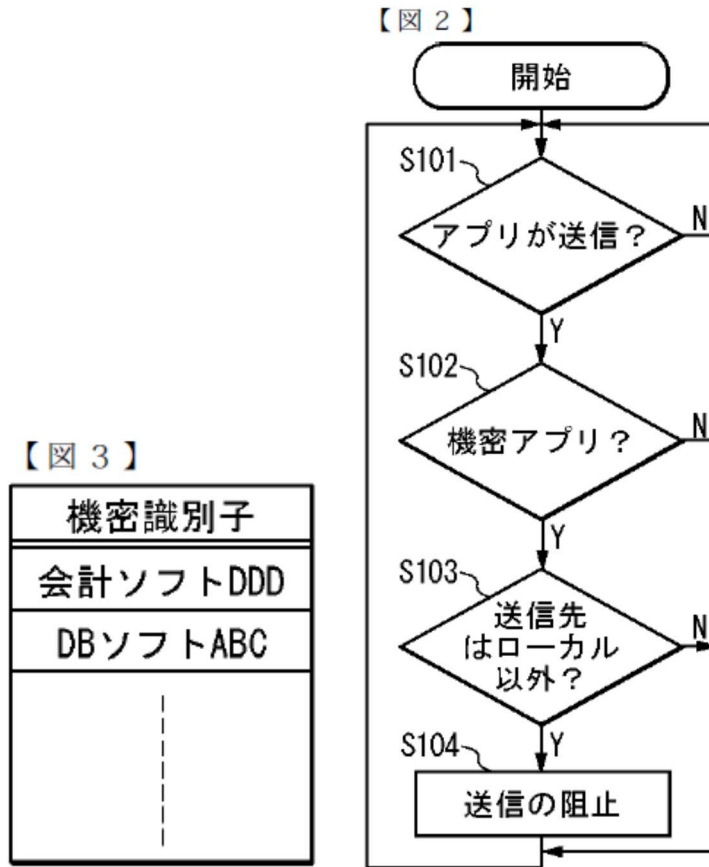 【図２】
開始
S101
アプリが送信？
N
Y
S102
機密アプリ？
N
Y
S103
送信先
はローカル
以外？
N
Y
S104
送信の阻止
【図３】
機密識別子
会計ソフトDDD
DBソフトABC